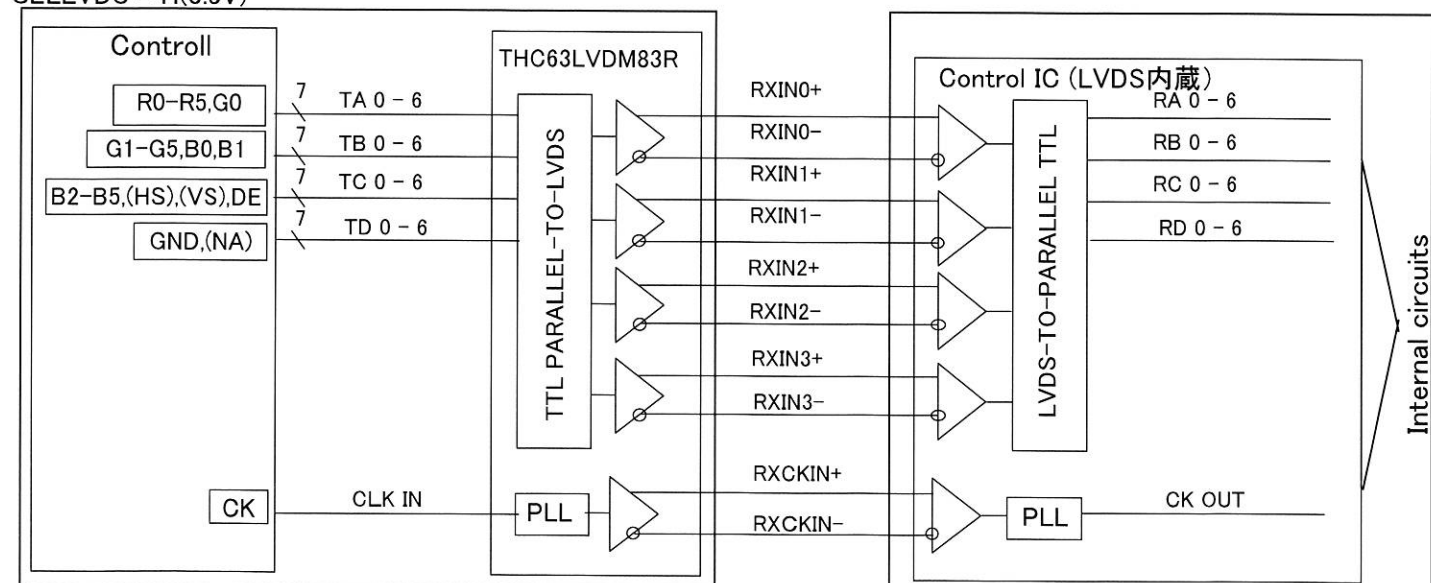 Controll
R0-R5,G0
G1-G5,B0,B1
B2-B5,(HS),(VS),DE
GND,(NA)
CK
7
TA 0 - 6
7
TB 0 - 6
7
TC 0 - 6
7
TD 0 - 6
CLK IN
THC63LVDM83R
TTL PARALLEL-TO-LVDS
PLL
RXIN0+
RXIN0-
RXIN1+
RXIN1-
RXIN2+
RXIN2-
RXIN3+
RXIN3-
RXCKIN+
RXCKIN-
Control IC (LVDS内蔵)
LVDS-TO-PARALLEL TTL
PLL
RA 0 - 6
RB 0 - 6
RC 0 - 6
RD 0 - 6
CK OUT
Internal circuits